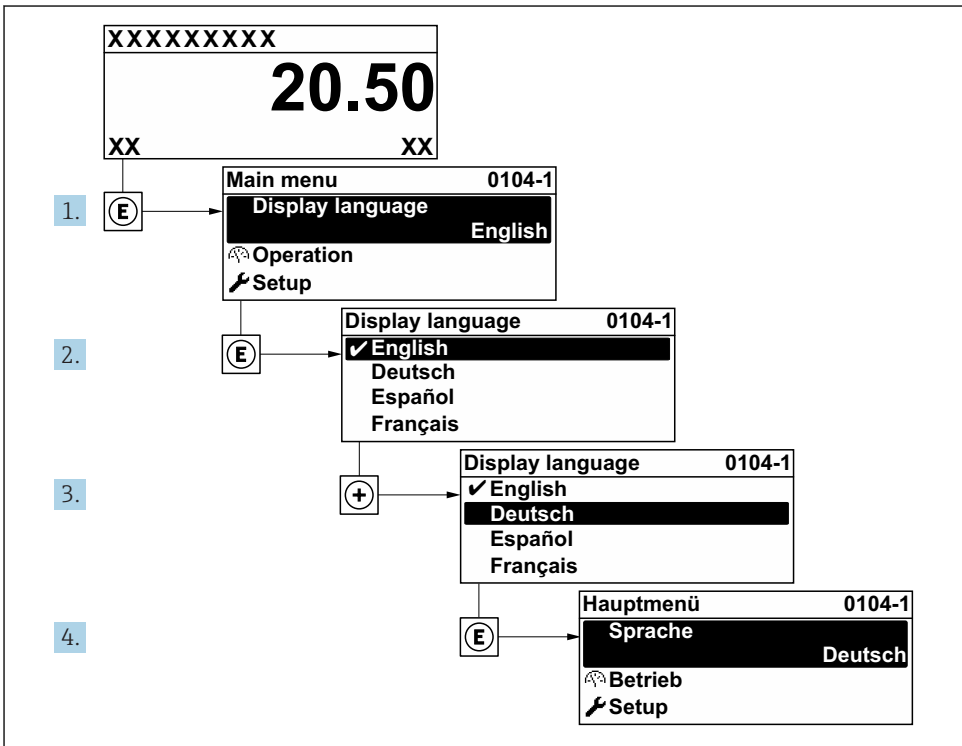 XXXXXXXXX
20.50
XX XX
1. E
Main menu 0104-1
Display language
English
Operation
Setup
2. E
Display language 0104-1
✔English
Deutsch
Español
Français
3. +
Display language 0104-1
✔English
Deutsch
Español
Français
4. E
Hauptmenü 0104-1
Sprache
Deutsch
Betrieb
Setup